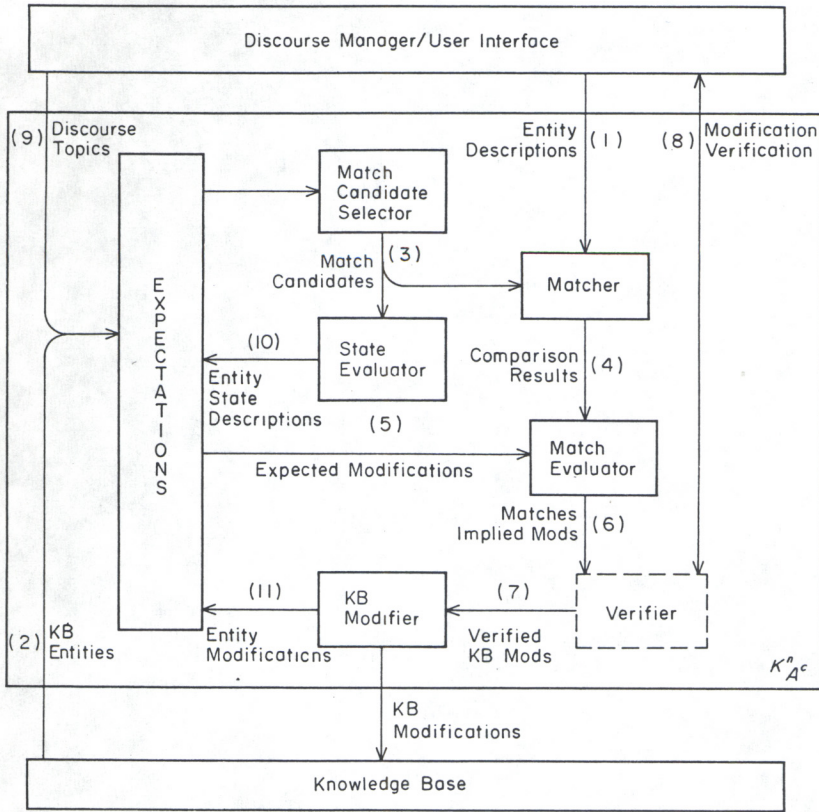 Discourse Manager/User Interface
(9) Discourse
Topics
Entity
Descriptions
(1)
(8) Modification
Verification
Match
Candidate
Selector
(3)
Match
Candidates
Matcher
EXPECTATIONS
(10)
State
Evaluator
Entity
State
Descriptions
Comparison
Results
(4)
(5)
Expected Modifications
Match
Evaluator
Matches
Implied Mods
(6)
(11)
KB
Modifier
(7)
Verifier
(2) KB
Entities
Entity
Modifications
Verified
KB Mods
KnAc
KB
Modifications
Knowledge Base